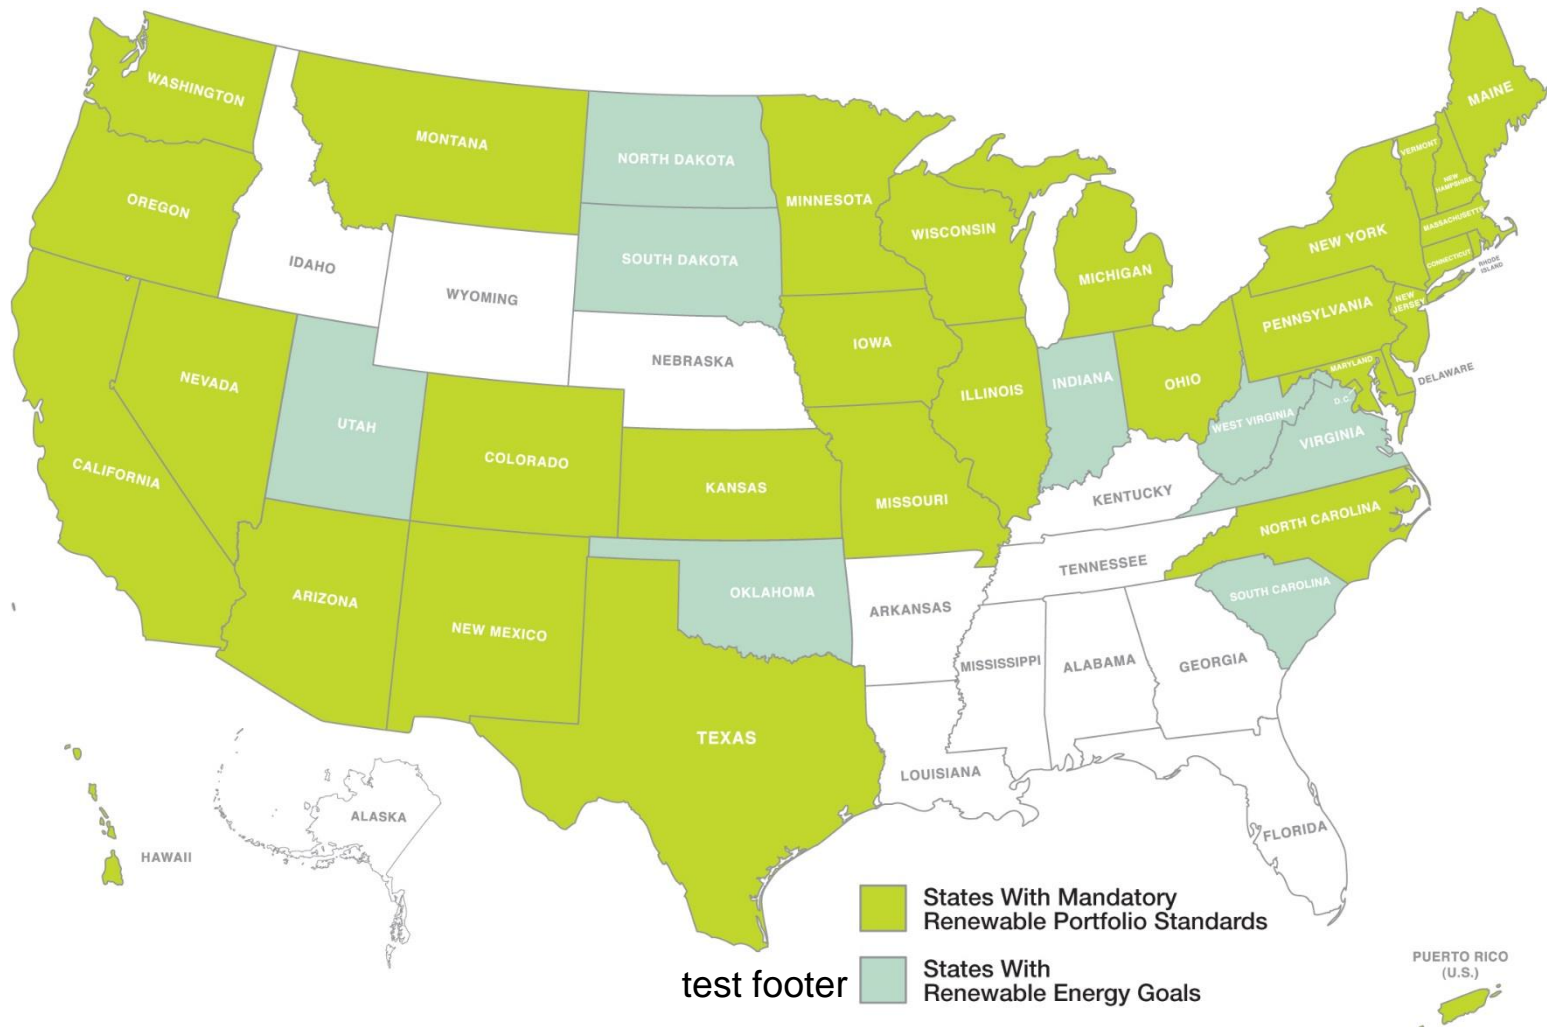 WASHINGTON
MONTANA
NORTH DAKOTA
MINNESOTA
MAINE
VERMONT
NEW
HAMPSHIRE
OREGON
WISCONSIN
MASSACHUSETTS
NEW YORK
IDAHO
SOUTH DAKOTA
MICHIGAN
CONNECTICUT
RHODE
ISLAND
WYOMING
PENNSYLVANIA
NEW
JERSEY
IOWA
NEBRASKA
MARYLAND
DELAWARE
NEVADA
ILLINOIS
INDIANA
OHIO
D.C.
UTAH
WEST VIRGINIA
VIRGINIA
CALIFORNIA
COLORADO
KANSAS
MISSOURI
KENTUCKY
NORTH CAROLINA
TENNESSEE
ARIZONA
OKLAHOMA
ARKANSAS
SOUTH CAROLINA
NEW MEXICO
MISSISSIPPI
ALABAMA
GEORGIA
TEXAS
LOUISIANA
ALASKA
FLORIDA
HAWAII
States With Mandatory
Renewable Portfolio Standards
States With
Renewable Energy Goals
test footer
PUERTO RICO
(U.S.)